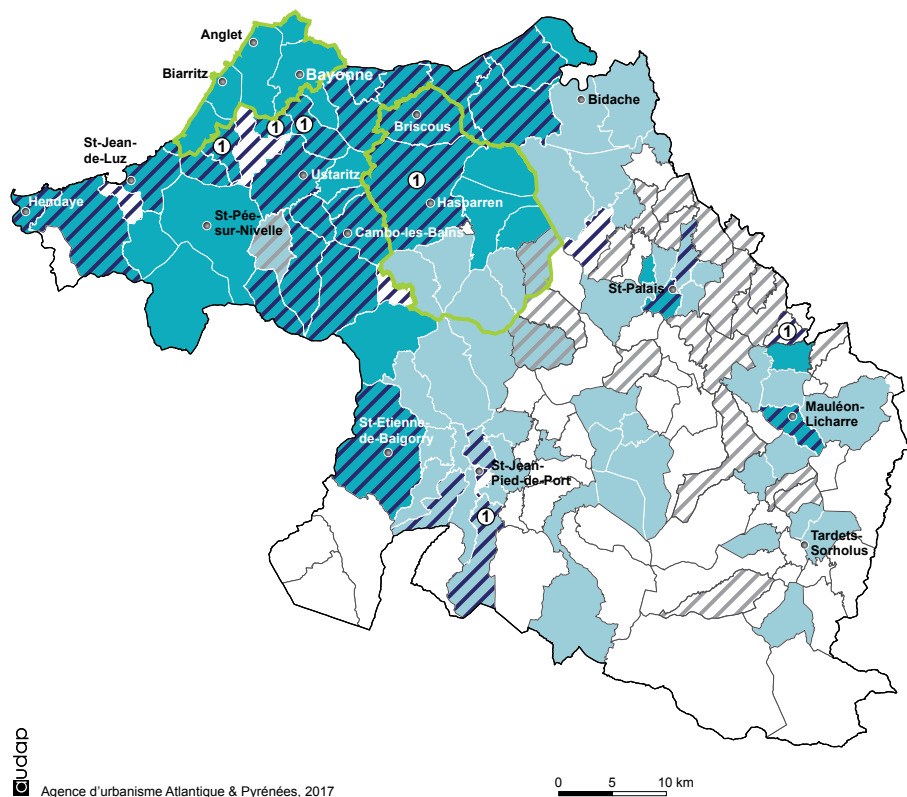 Anglet
Biarritz
Bayonne
Bidache
Briscous
1
1
1
St-Jean-
de-Luz
Ustaritz
1
Hendaye
Hasparren
St-Pée-
sur-Nivelle
Cambo-les-Bains
St-Palais
1
Mauléon-
Licharre
St-Etienne-
de-Baigorry
St-Jean-
Pied-de-Port
1
Tardets-
Sorholus
audap
Agence d'urbanisme Atlantique & Pyrénées, 2017
0 5 10 km